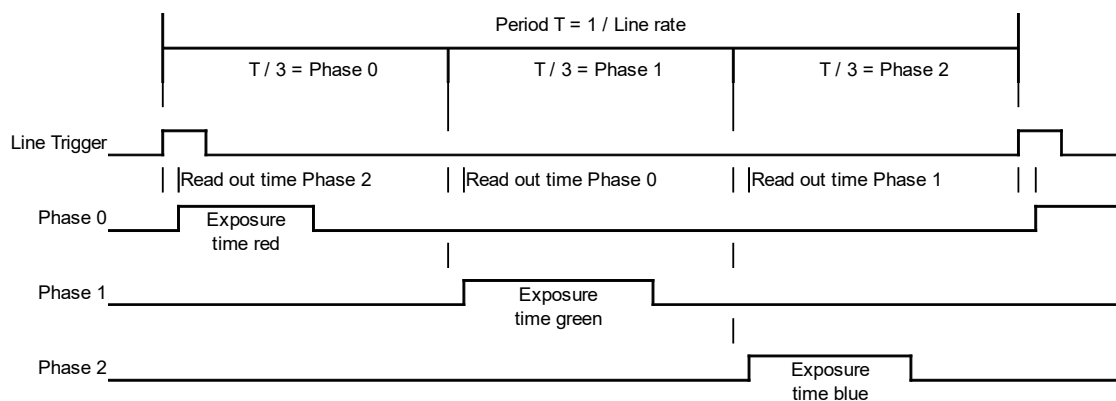 Period T = 1 / Line rate
T / 3 = Phase 0
T / 3 = Phase 1
T / 3 = Phase 2
Line Trigger
Read out time Phase 2
Read out time Phase 0
Read out time Phase 1
Phase 0
Exposure
time red
Phase 1
Exposure
time green
Phase 2
Exposure
time blue